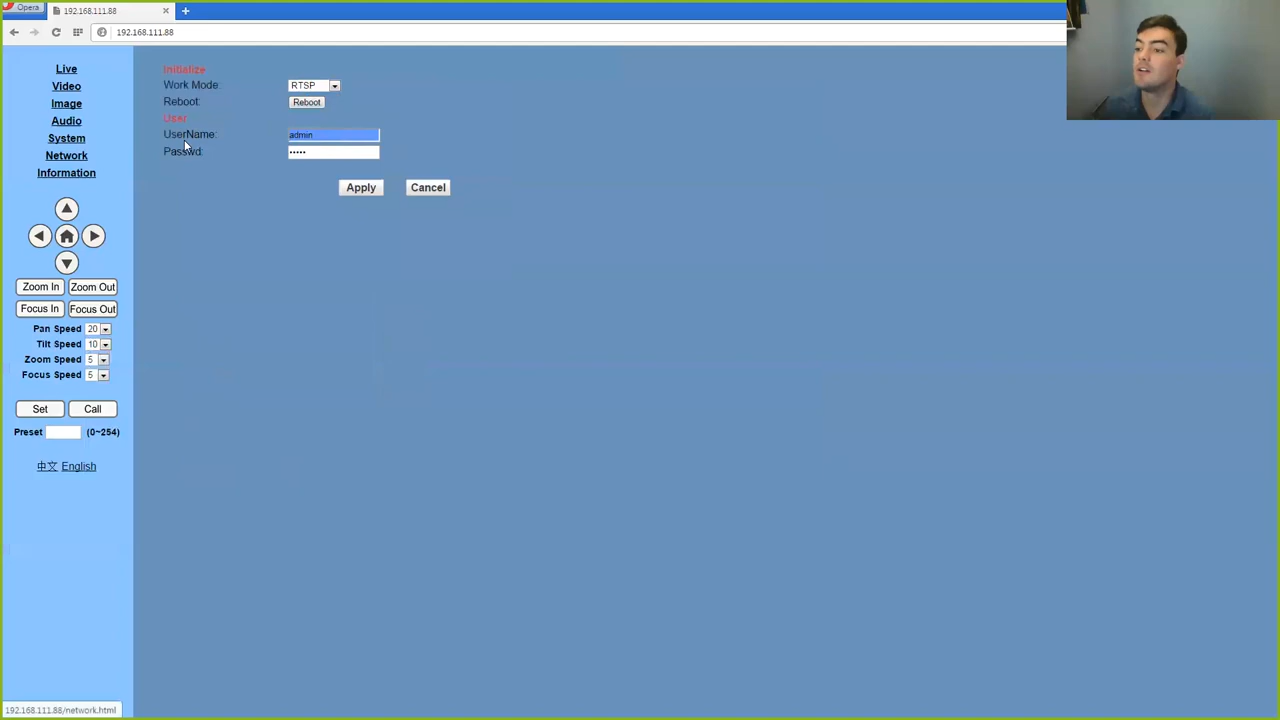 Opera
192.168.111.88
192.168.111.88
Live
Video
Image
Audio
System
Network
Information
Zoom In Zoom Out
Focus In Focus Out
Pan Speed 20
Tilt Speed 10
Zoom Speed 5
Focus Speed 5
Set Call
Preset (0~254)
中文 English
Initialize
Work Mode: RTSP
Reboot: Reboot
User
UserName: admin
Passwd: •••••
Apply Cancel
192.168.111.88/network.html